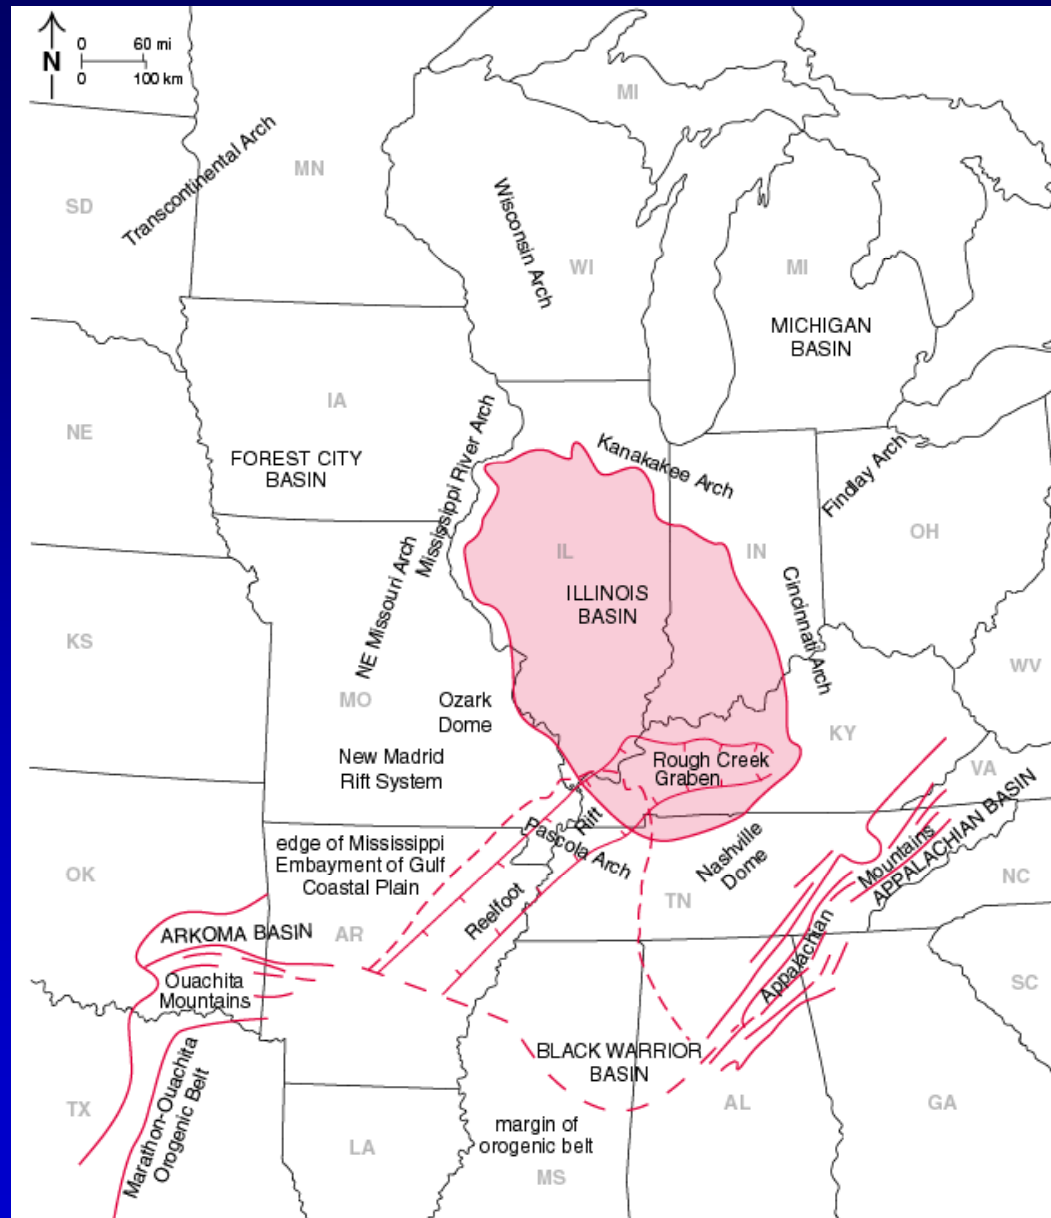 N
0 60 mi
0 100 km
MI
Transcontinental Arch
MN
SD
Wisconsin Arch
WI
MI
MICHIGAN
BASIN
IA
NE
Mississippi River Arch
FOREST CITY
BASIN
Kanakakee Arch
Findlay Arch
OH
IL
IN
NE Missouri Arch
ILLINOIS
BASIN
Cincinnati Arch
KS
WV
MO
Ozark
Dome
KY
New Madrid
Rift System
Rough Creek
Graben
VA
edge of Mississippi
Embayment of Gulf
Coastal Plain
Rift
Pascola Arch
Nashville
Dome
Mountains
APPALACHIAN BASIN
OK
NC
TN
Reelfoot
ARKOMA BASIN
AR
Appalachian
Ouachita
Mountains
SC
BLACK WARRIOR
BASIN
Marathon-Ouachita
Orogenic Belt
TX
AL
GA
margin of
orogenic belt
LA
MS